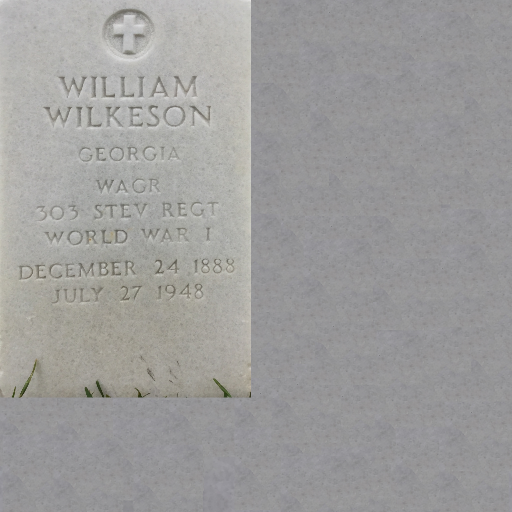 WILLIAM
WILKESON
GEORGIA
WAGR
303 STEV REGT
WORLD WAR I
DECEMBER 24 1888
JULY 27 1948